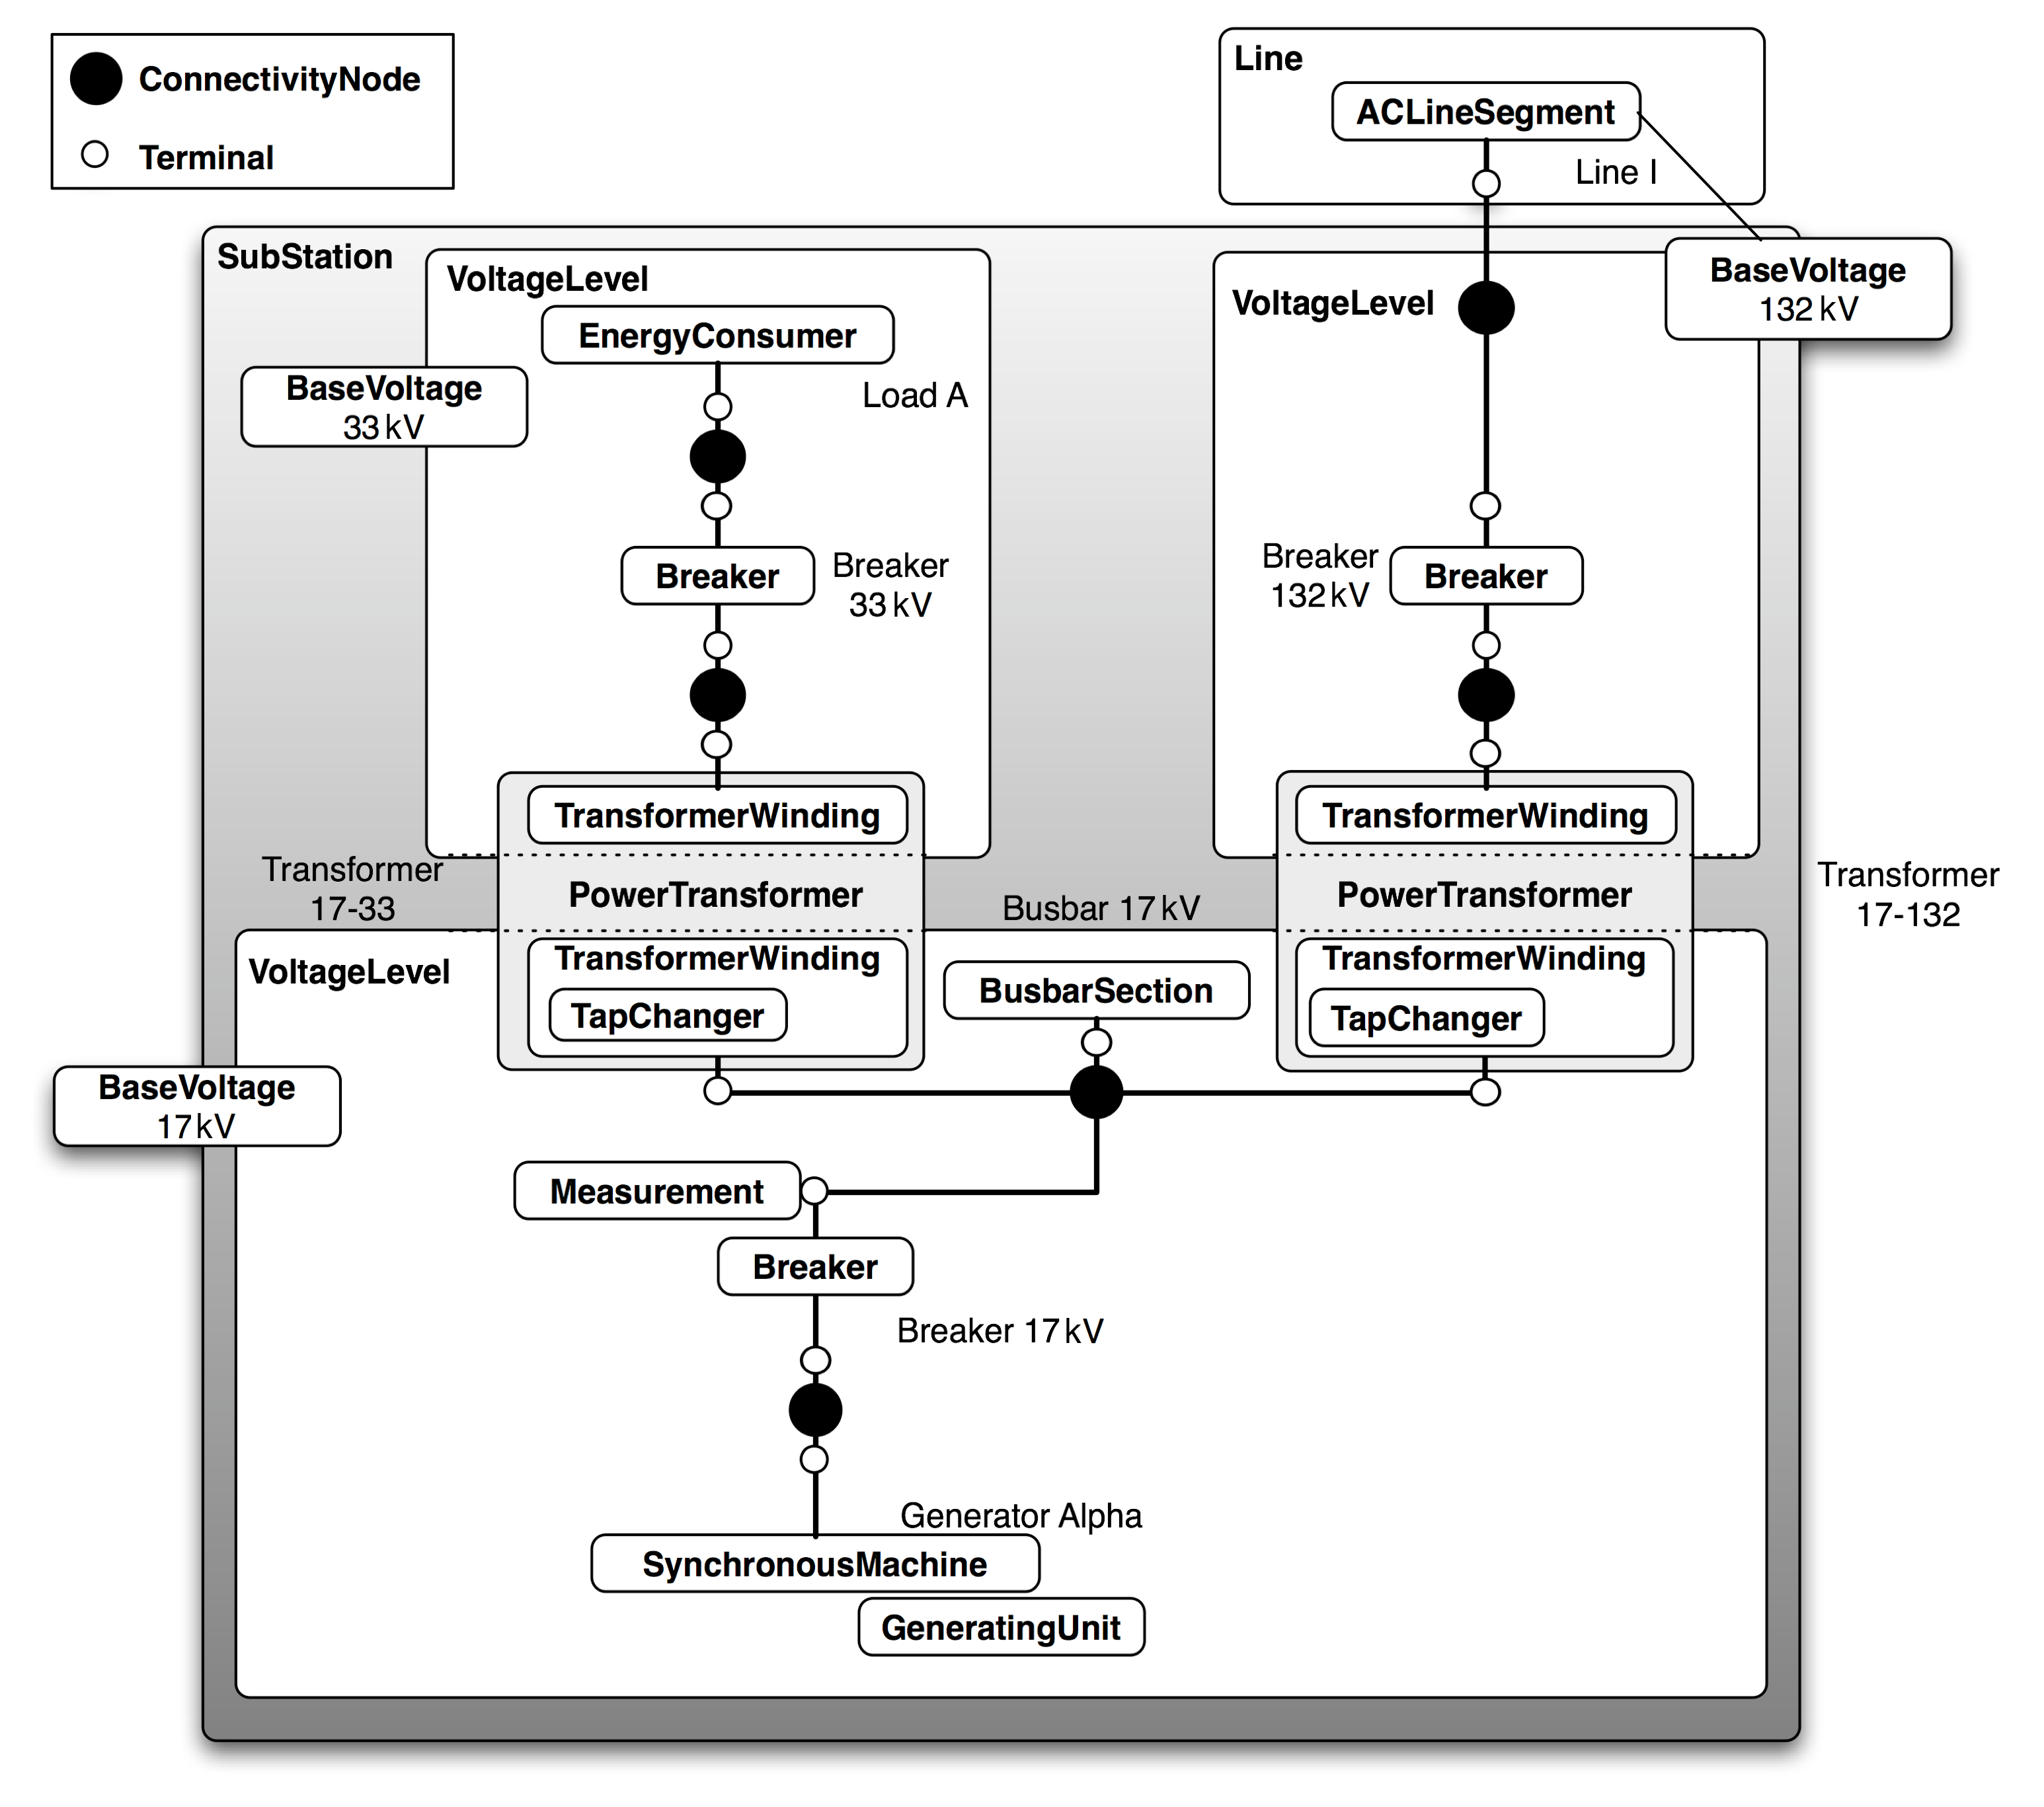 ConnectivityNode
Terminal
Line
ACLineSegment
Line I
SubStation
VoltageLevel
EnergyConsumer
Load A
BaseVoltage
33 kV
VoltageLevel
BaseVoltage
132 kV
Breaker
Breaker
33 kV
Breaker
132 kV
Breaker
TransformerWinding
TransformerWinding
Transformer
17-33
PowerTransformer
Busbar 17 kV
PowerTransformer
Transformer
17-132
VoltageLevel
TransformerWinding
TapChanger
BusbarSection
TransformerWinding
TapChanger
BaseVoltage
17 kV
Measurement
Breaker
Breaker 17 kV
Generator Alpha
SynchronousMachine
GeneratingUnit